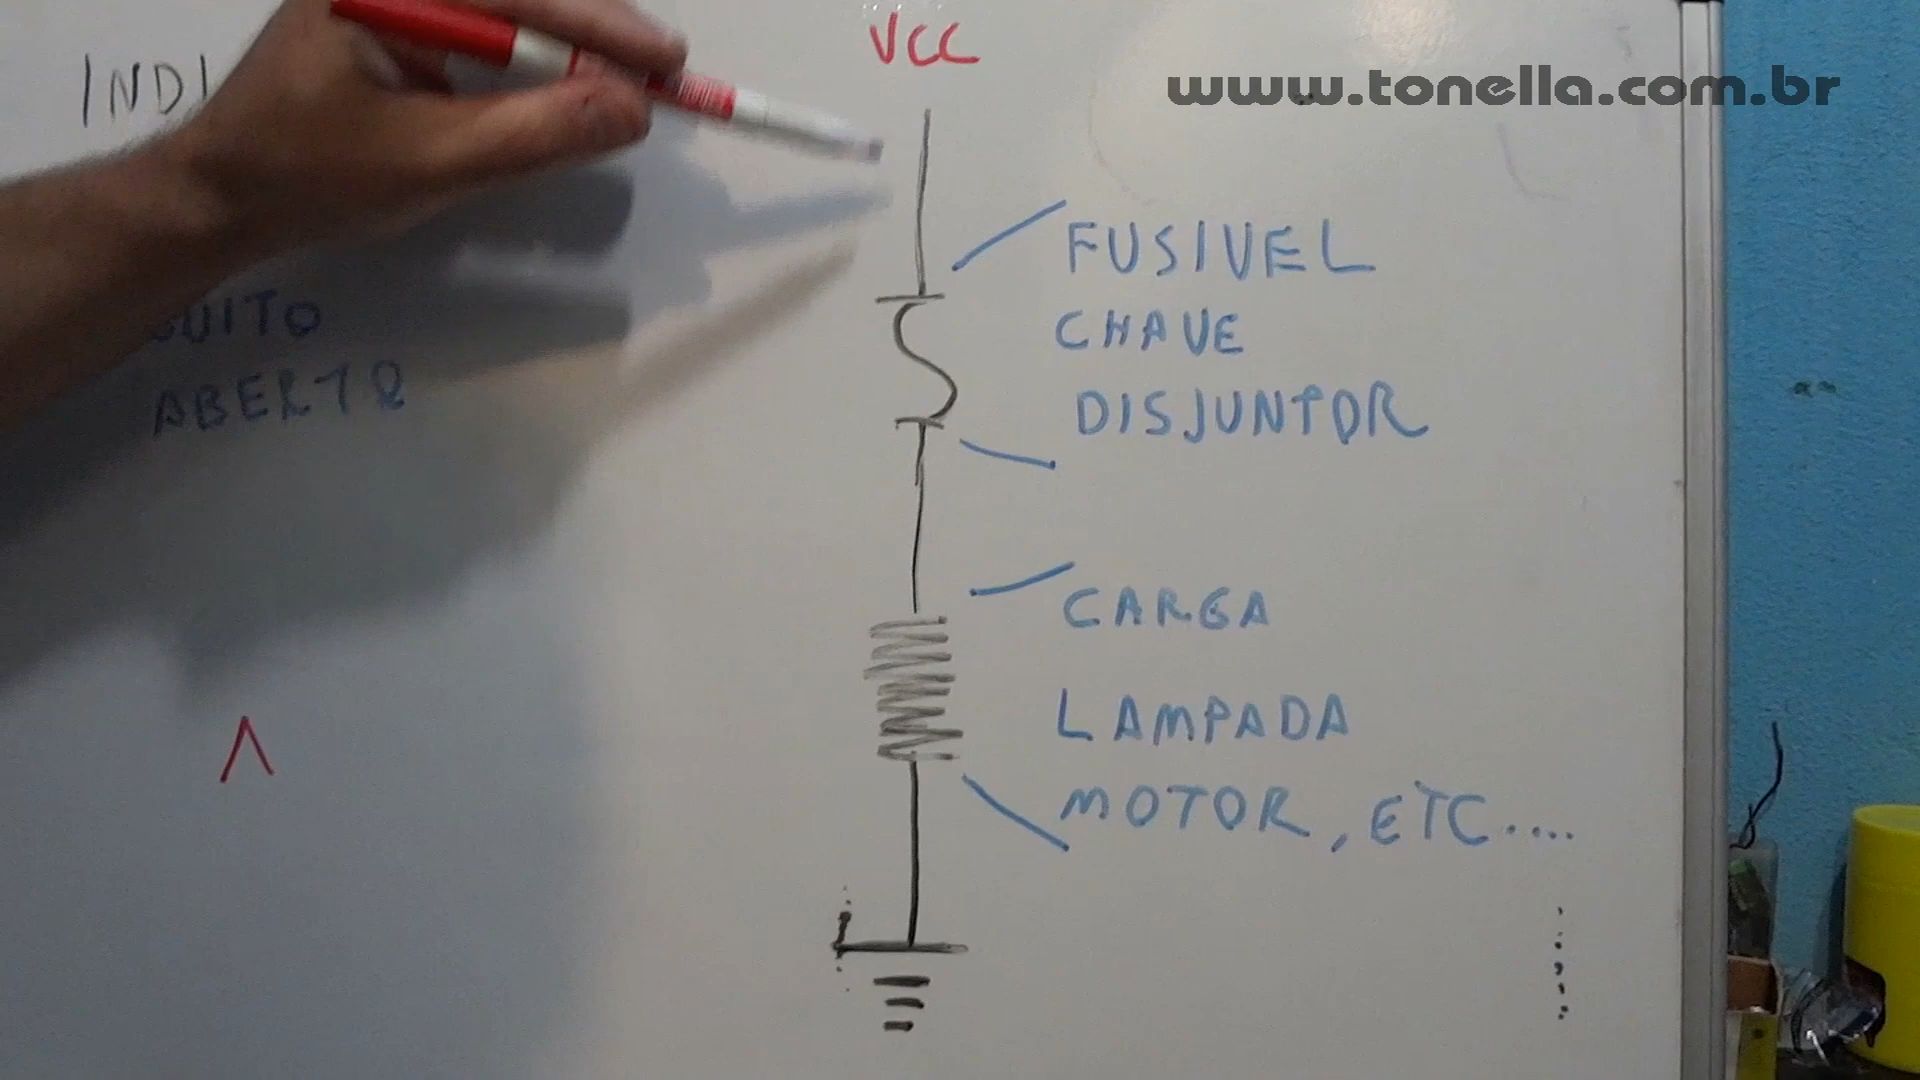 VCC
www.tonella.com.br
FUSIVEL
CHAVE
ABERTO
DISJUNTOR
CARGA
LAMPADA
MOTOR, ETC....